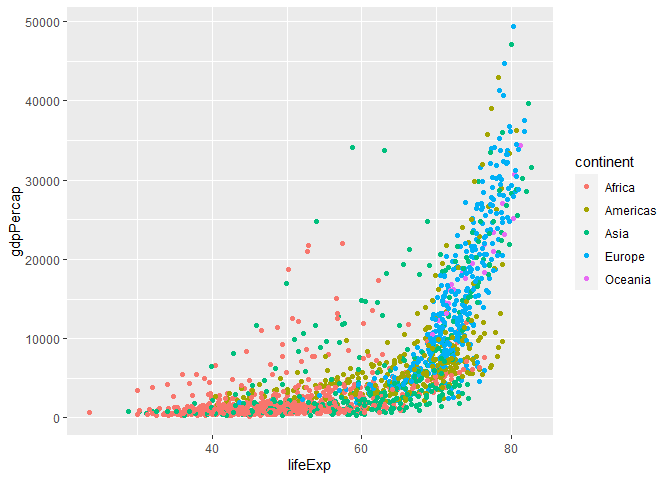 50000
40000
30000
20000
10000
0
gdpPercap
40
60
80
lifeExp
continent
Africa
Americas
Asia
Europe
Oceania